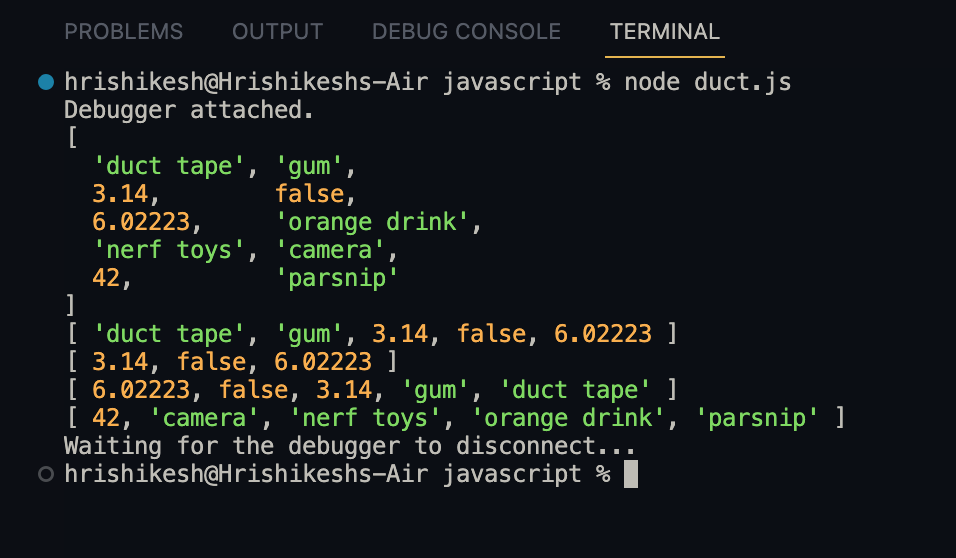 PROBLEMS OUTPUT DEBUG CONSOLE TERMINAL
hrishikesh@Hrishikeshs-Air javascript % node duct.js
Debugger attached.
[
  'duct tape', 'gum',
  3.14,        false,
  6.02223,     'orange drink',
  'nerf toys', 'camera',
  42,          'parsnip'
]
[ 'duct tape', 'gum', 3.14, false, 6.02223 ]
[ 3.14, false, 6.02223 ]
[ 6.02223, false, 3.14, 'gum', 'duct tape' ]
[ 42, 'camera', 'nerf toys', 'orange drink', 'parsnip' ]
Waiting for the debugger to disconnect...
hrishikesh@Hrishikeshs-Air javascript %